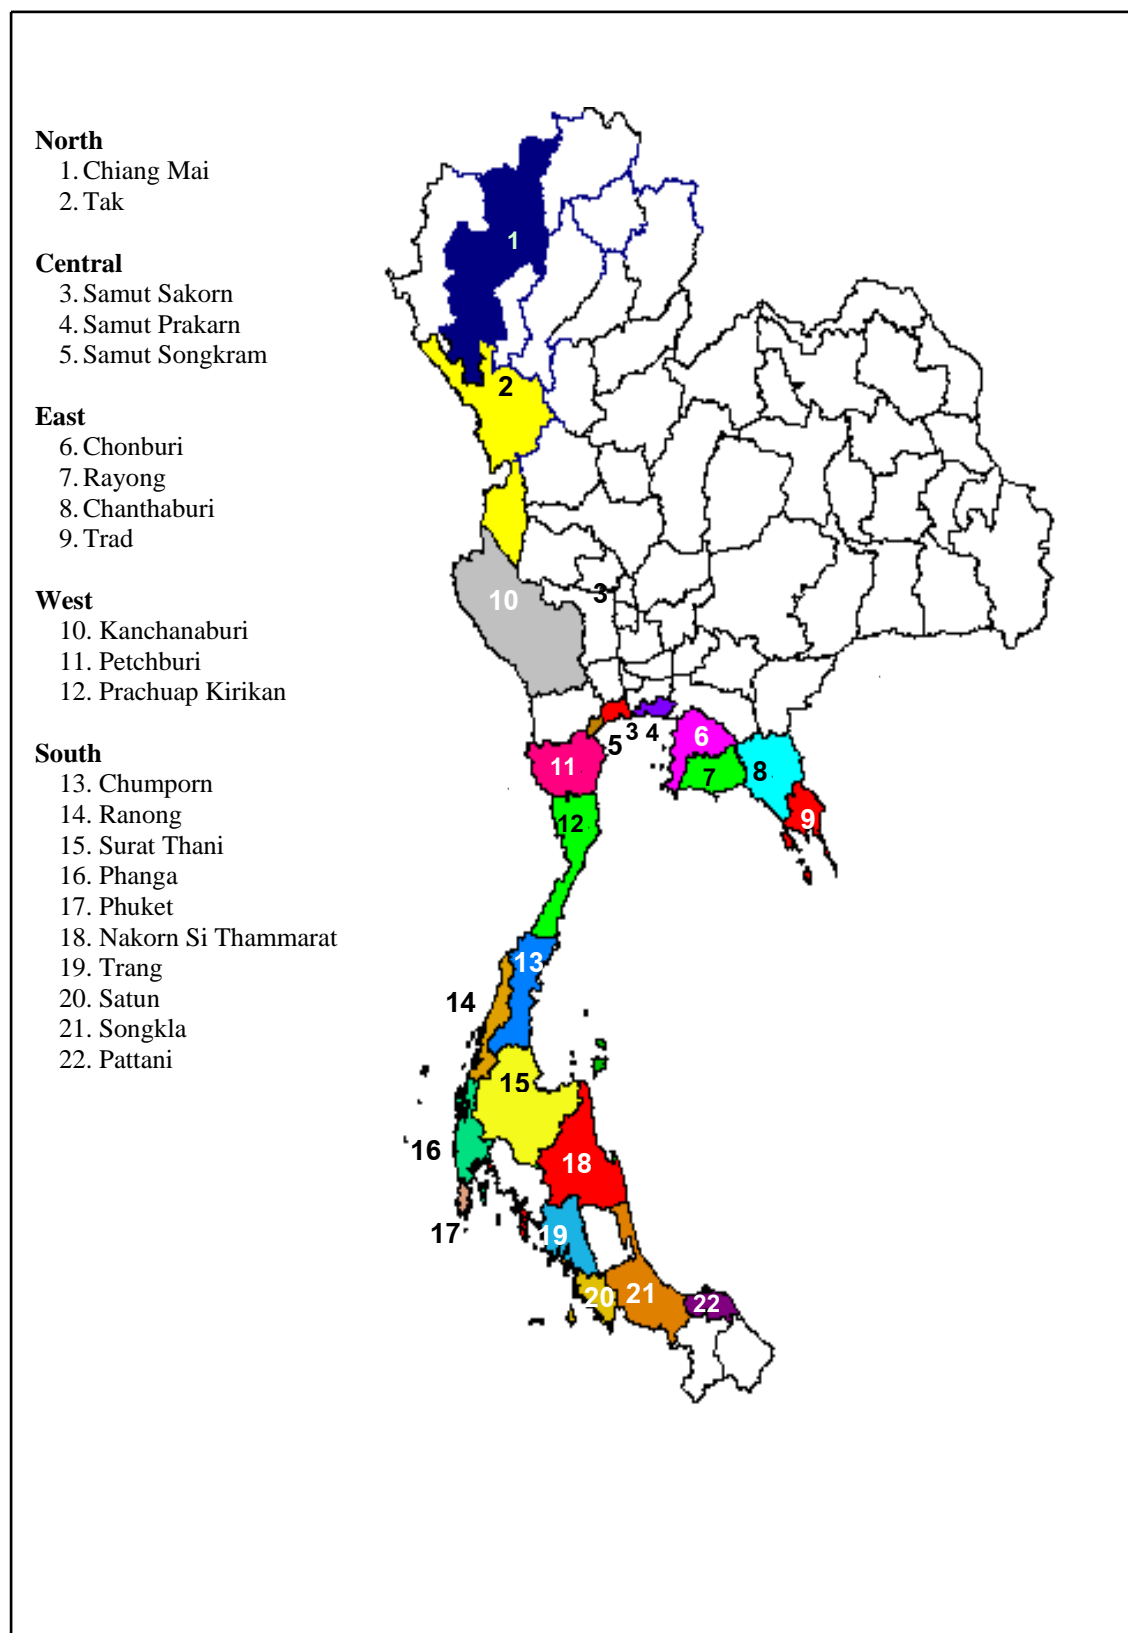 North
1. Chiang Mai
2. Tak
Central
3. Samut Sakorn
4. Samut Prakarn
5. Samut Songkram
East
6. Chonburi
7. Rayong
8. Chanthaburi
9. Trad
West
10. Kanchanaburi
11. Petchburi
12. Prachuap Kirikan
South
13. Chumporn
14. Ranong
15. Surat Thani
16. Phanga
17. Phuket
18. Nakorn Si Thammarat
19. Trang
20. Satun
21. Songkla
22. Pattani
1
2
10
3
3 4
5
6
7
8
9
11
12
13
14
15
16
18
17
19
20
21
22